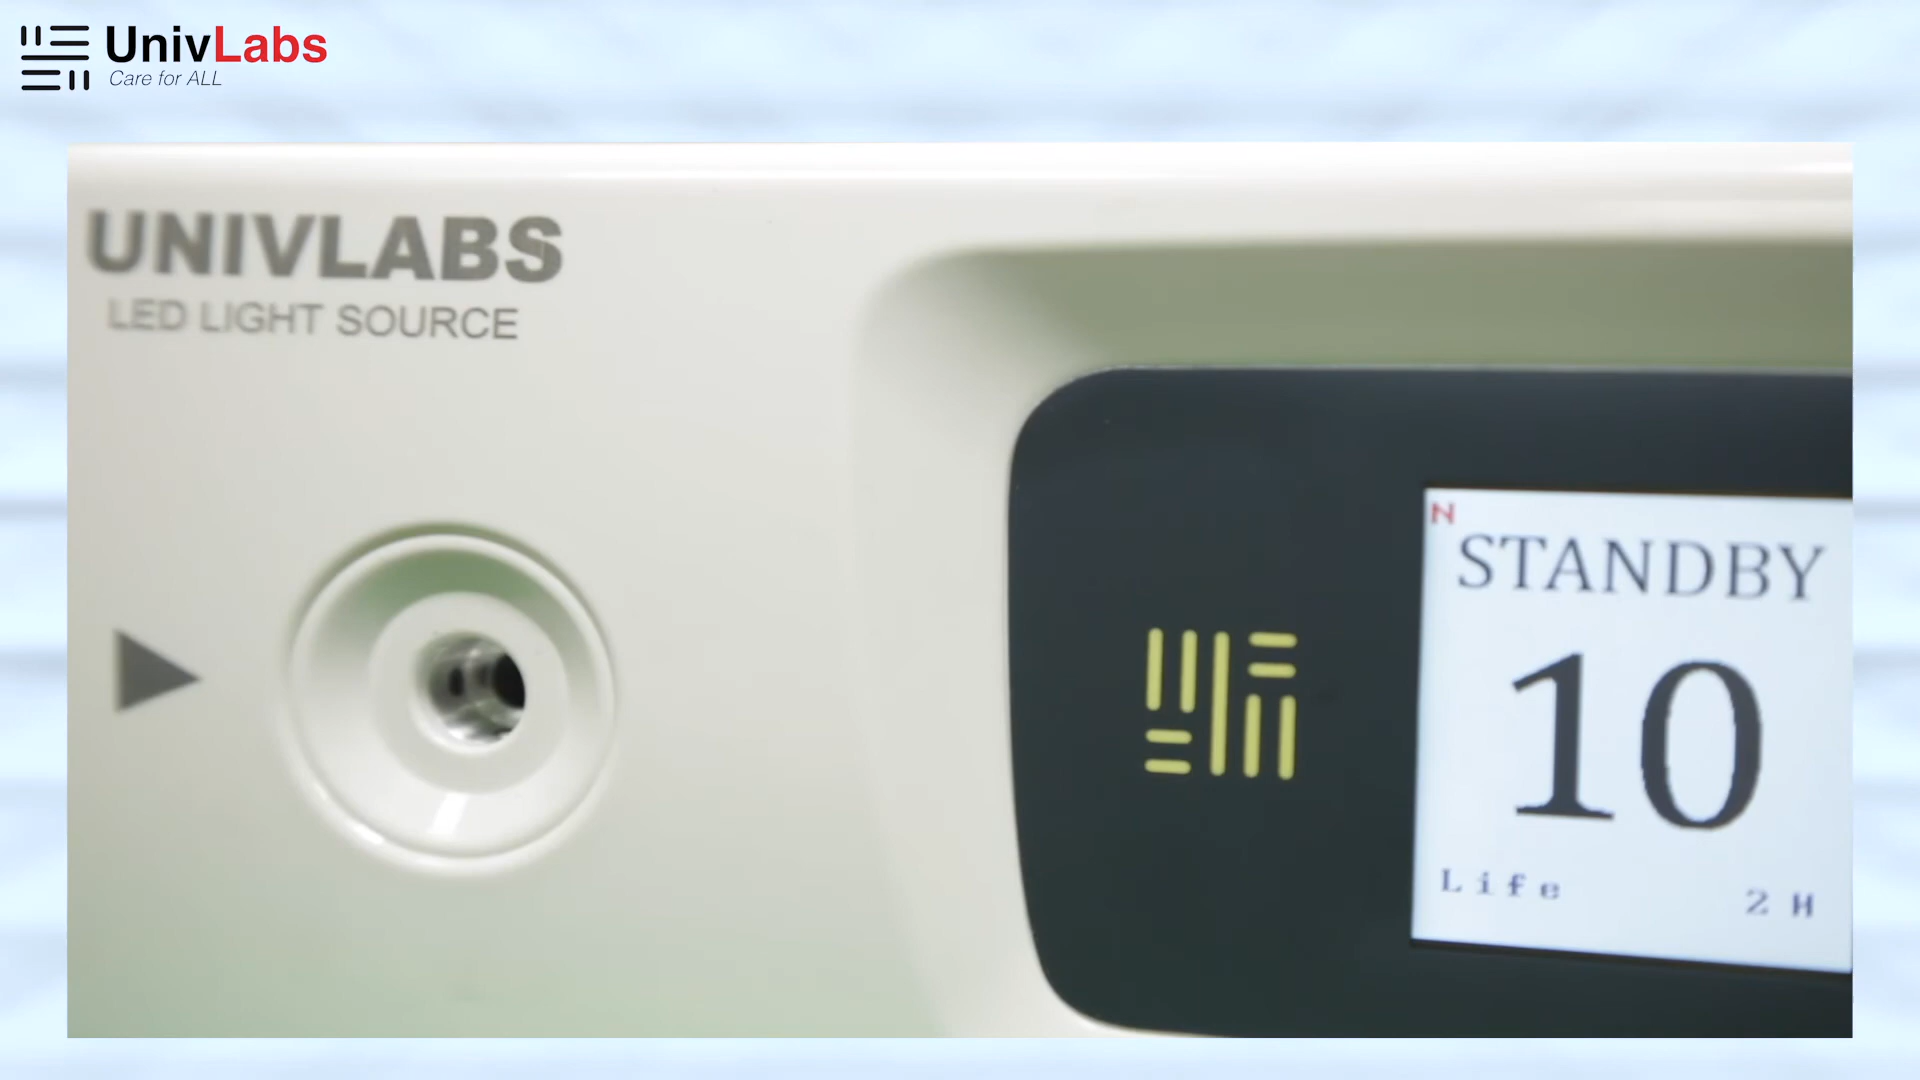 UnivLabs
Care for ALL
UNIVLABS
LED LIGHT SOURCE
N
STANDBY
10
Life 2 H